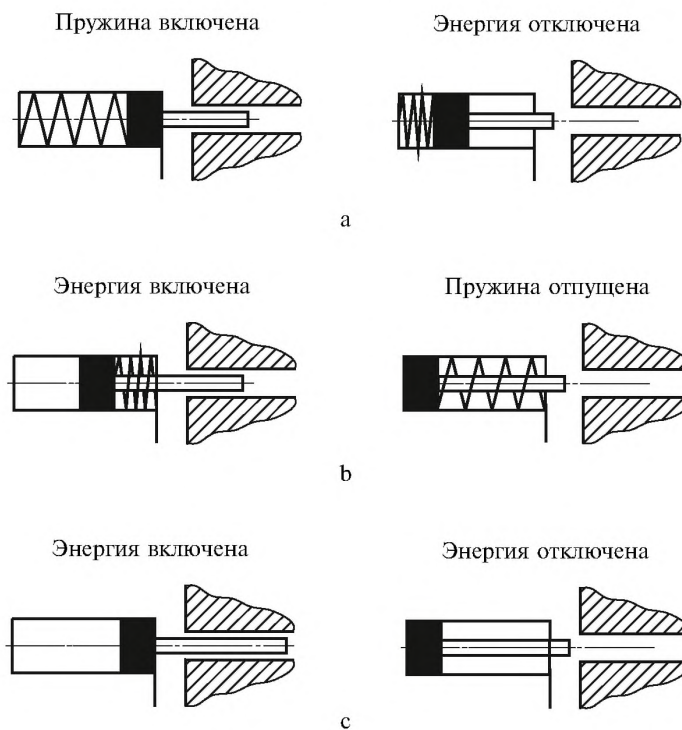 Пружина включена
Энергия отключена
a
Энергия включена
Пружина отпущена
b
Энергия включена
Энергия отключена
c